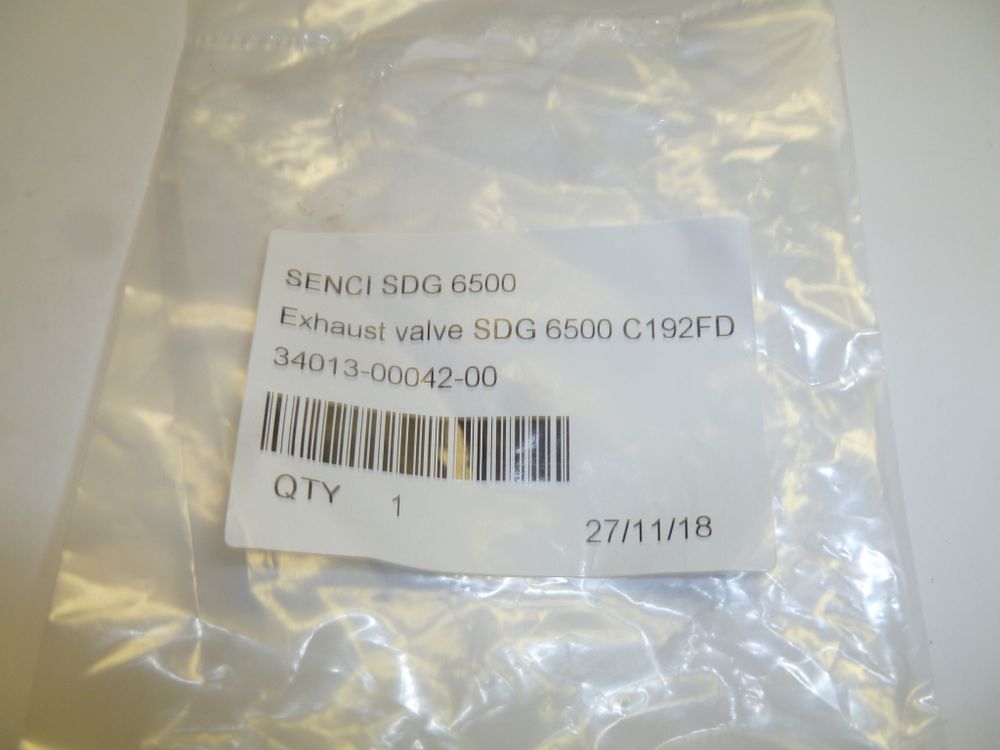 SENCI SDG 6500
Exhaust valve SDG 6500 C192FD
34013-00042-00
QTY 1
27/11/18